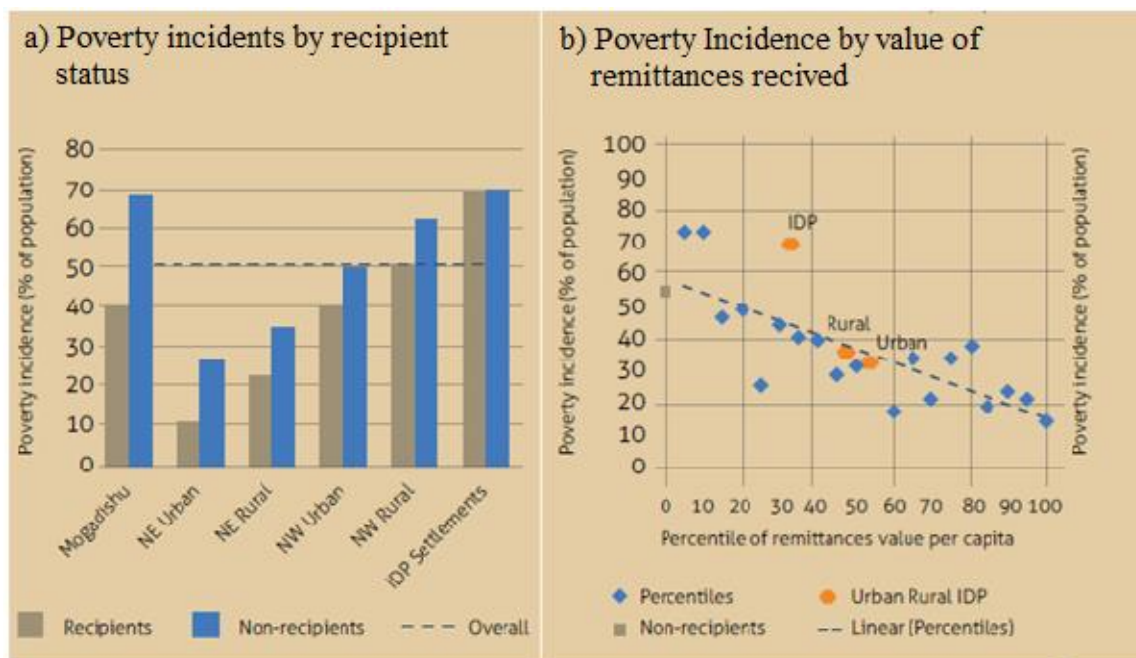 a) Poverty incidents by recipient
status
Poverty incidence (% of population)
80
70
60
50
40
30
20
10
0
Mogadishu
NE Urban
NE Rural
NW Urban
NW Rural
IDP Settlements
Recipients
Non-recipients
Overall
b) Poverty Incidence by value of
remittances recived
Poverty incidence (% of population)
100
90
80
70
60
50
40
30
20
10
0
IDP
Rural
Urban
Poverty incidence (% of population)
0 10 20 30 40 50 60 70 80 90 100
Percentile of remittances value per capita
Percentiles
Urban Rural IDP
Non-recipients
Linear (Percentiles)